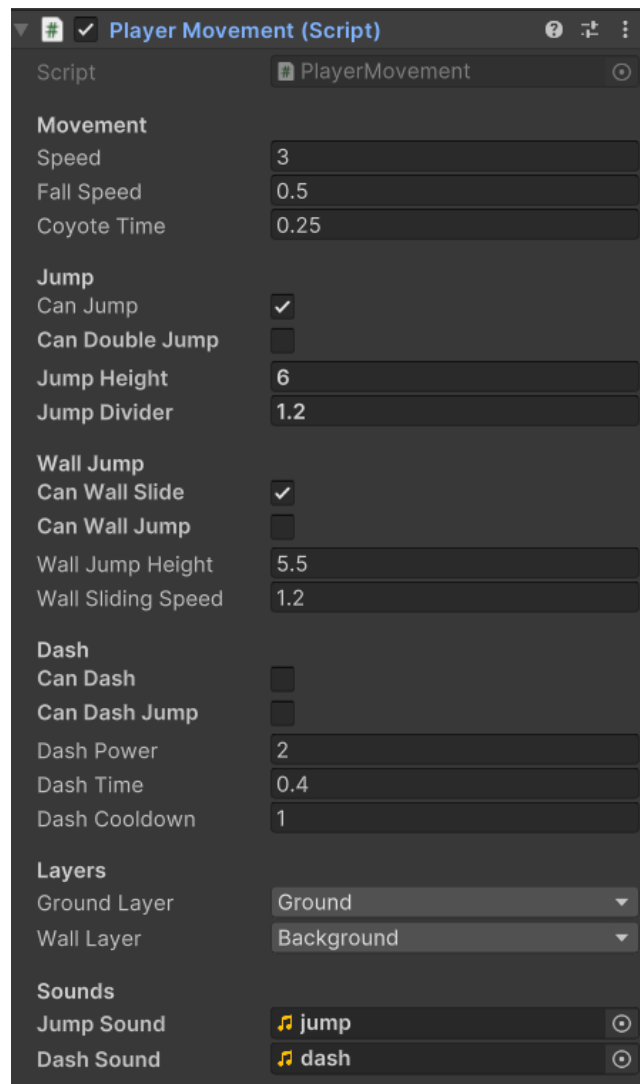 # Player Movement (Script)
Script # PlayerMovement
Movement
Speed 3
Fall Speed 0.5
Coyote Time 0.25
Jump
Can Jump
Can Double Jump
Jump Height 6
Jump Divider 1.2
Wall Jump
Can Wall Slide
Can Wall Jump
Wall Jump Height 5.5
Wall Sliding Speed 1.2
Dash
Can Dash
Can Dash Jump
Dash Power 2
Dash Time 0.4
Dash Cooldown 1
Layers
Ground Layer Ground
Wall Layer Background
Sounds
Jump Sound jump
Dash Sound dash